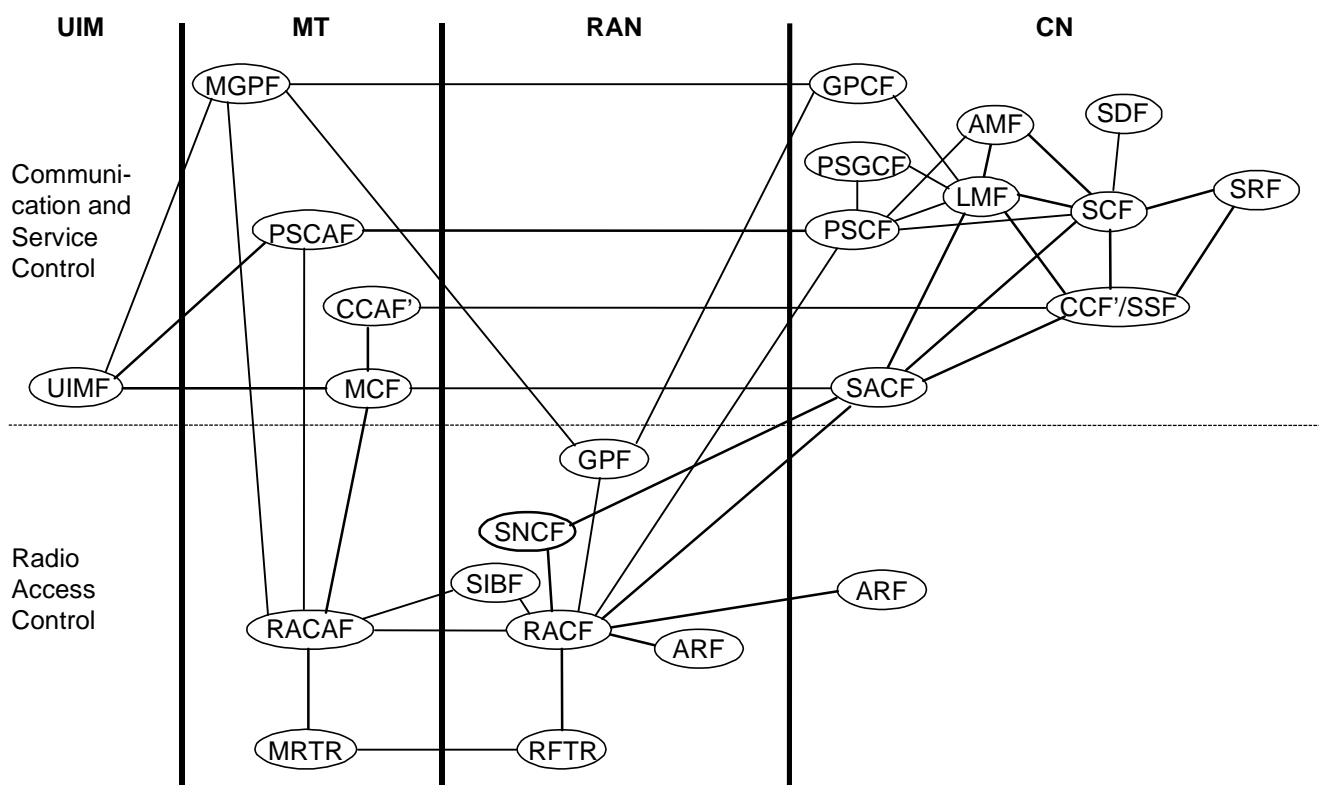 UIM
MT
RAN
CN
MGPF
GPCF
AMF
SDF
Communi-
cation and
Service
Control
PSGCF
LMF
SCF
SRF
PSCAF
PSCF
CCAF'
CCF'/SSF
UIMF
MCF
SACF
GPF
SNCF
Radio
Access
Control
SIBF
ARF
RACAF
RACF
ARF
MRTR
RFTR